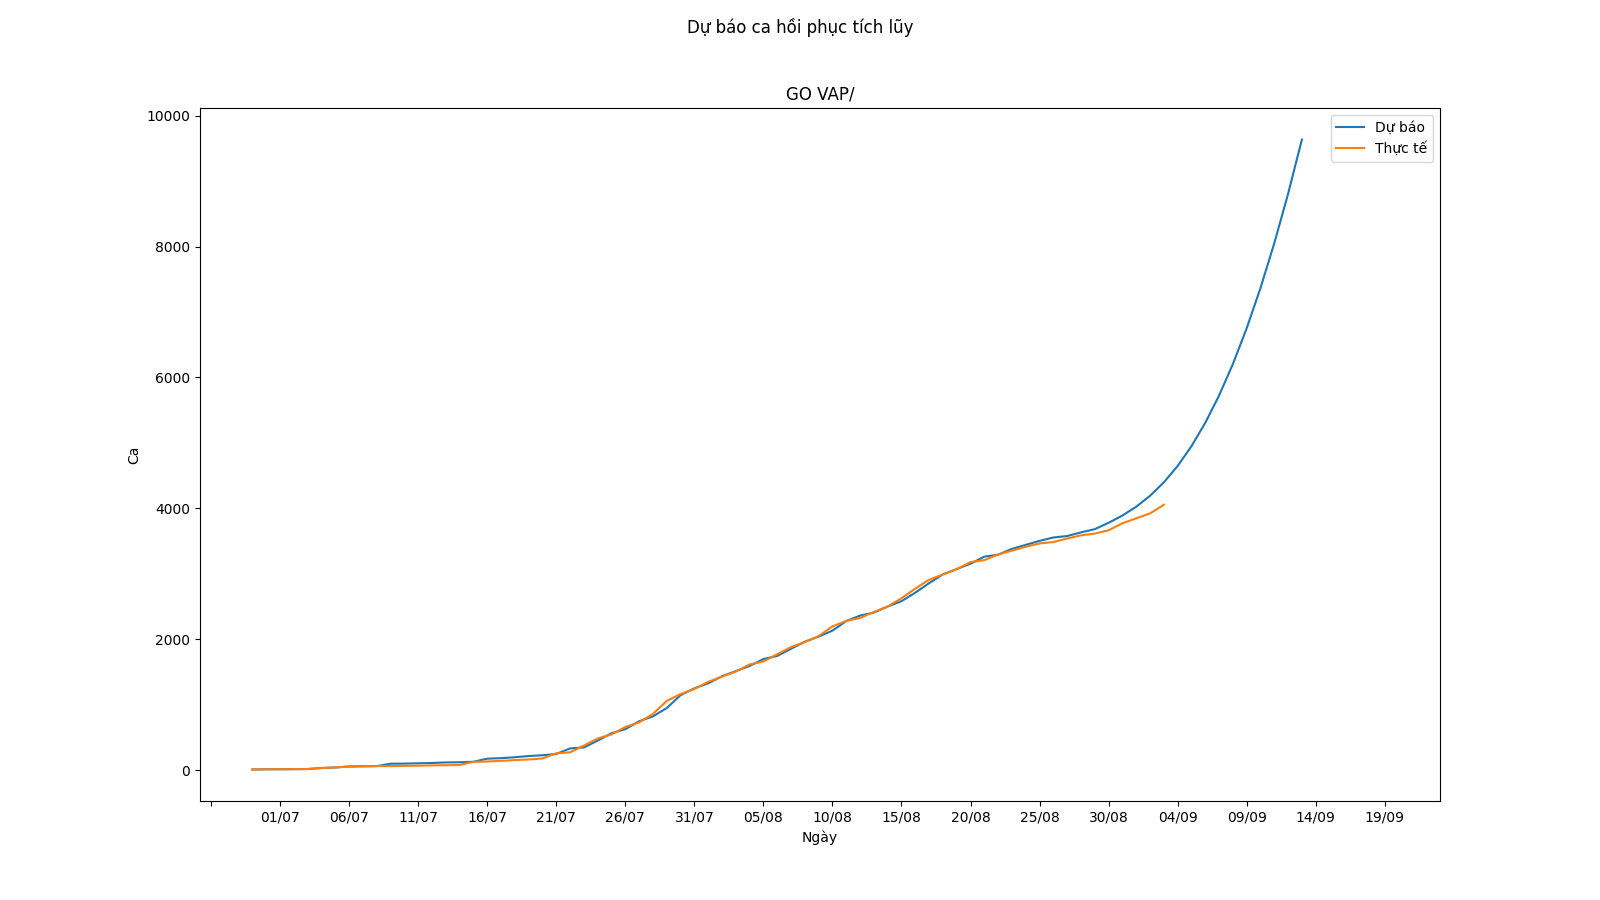 Dự báo ca hồi phục tích lũy
GO VAP/
Dự báo
Thực tế
10000
8000
6000
4000
2000
0
Ca
01/07 06/07 11/07 16/07 21/07 26/07 31/07 05/08 10/08 15/08 20/08 25/08 30/08 04/09 09/09 14/09 19/09
Ngày